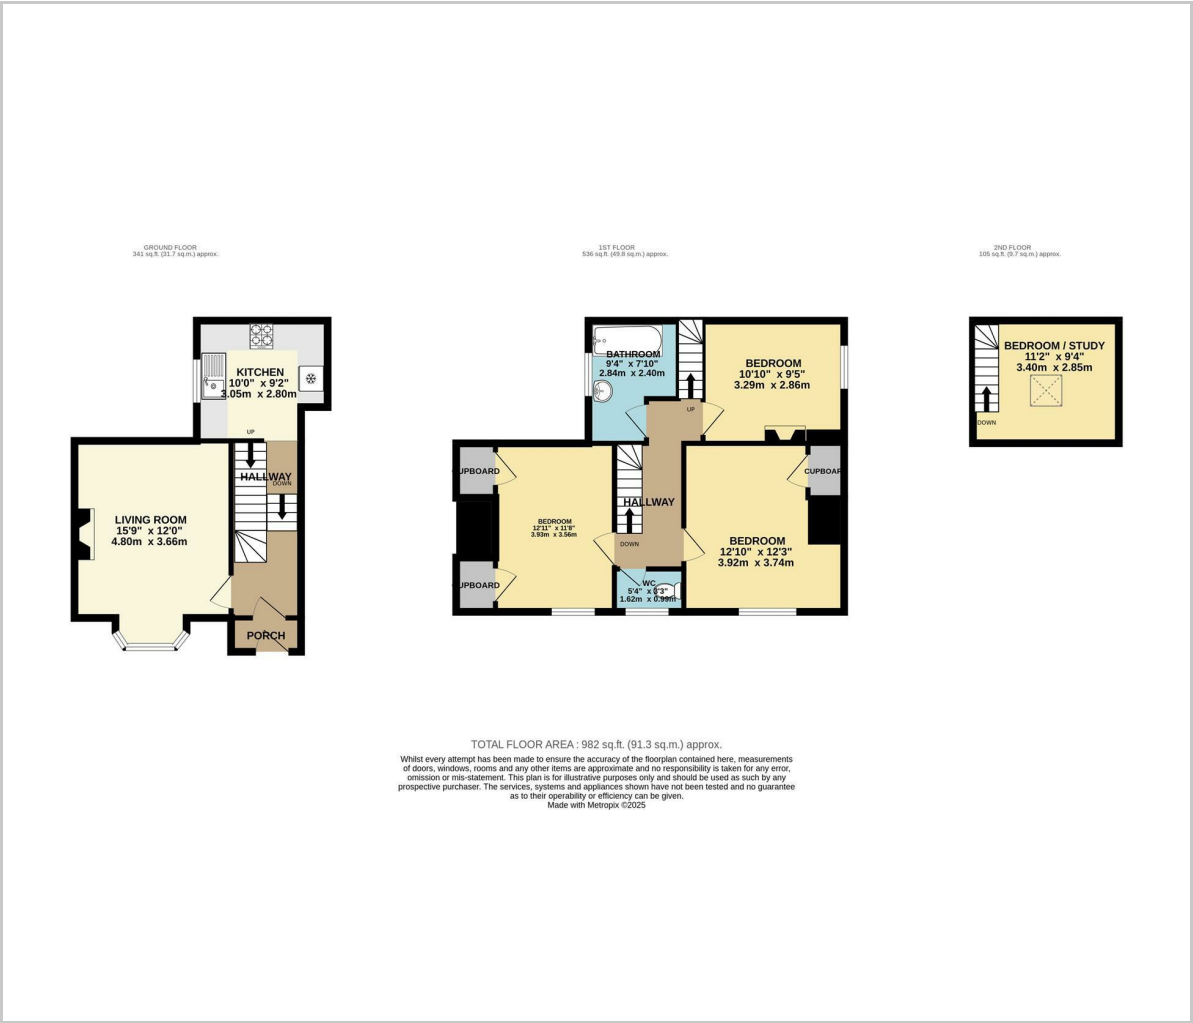 GROUND FLOOR
341 sq.ft. (31.7 sq.m.) approx.
KITCHEN
10'0" x 9'2"
3.05m x 2.80m
UP
HALLWAY
DOWN
LIVING ROOM
15'9" x 12'0"
4.80m x 3.66m
PORCH
1ST FLOOR
536 sq.ft. (49.8 sq.m.) approx.
BATHROOM
9'4" x 7'10"
2.84m x 2.40m
BEDROOM
10'10" x 9'5"
3.29m x 2.86m
UP
CUPBOARD
CUPBOARD
BEDROOM
12'11" x 11'8"
3.93m x 3.56m
HALLWAY
DOWN
BEDROOM
12'10" x 12'3"
3.92m x 3.74m
CUPBOARD
WC
5'4" x 3'3"
1.62m x 0.99m
2ND FLOOR
105 sq.ft. (9.7 sq.m.) approx.
BEDROOM / STUDY
11'2" x 9'4"
3.40m x 2.85m
DOWN
TOTAL FLOOR AREA : 982 sq.ft. (91.3 sq.m.) approx.
Whilst every attempt has been made to ensure the accuracy of the floorplan contained here, measurements
of doors, windows, rooms and any other items are approximate and no responsibility is taken for any error,
omission or mis-statement. This plan is for illustrative purposes only and should be used as such by any
prospective purchaser. The services, systems and appliances shown have not been tested and no guarantee
as to their operability or efficiency can be given.
Made with Metropix ©2025